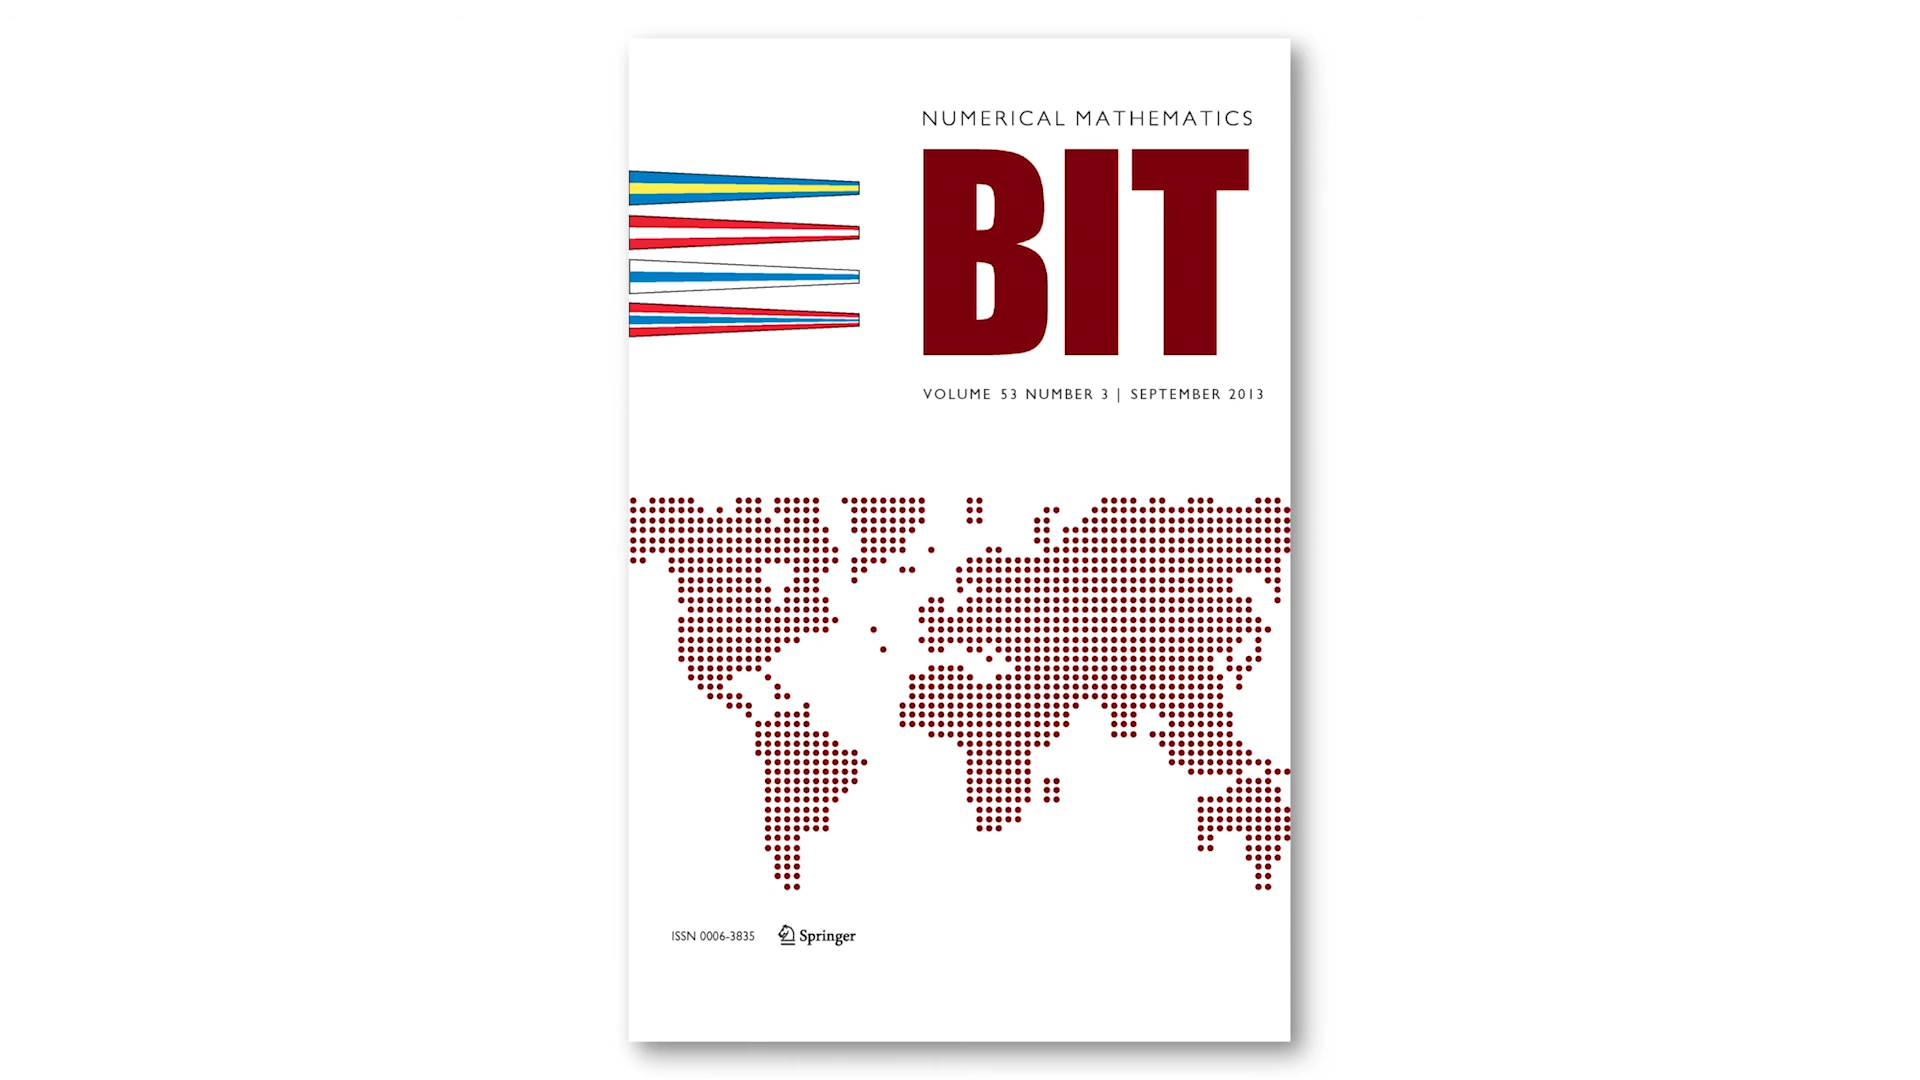 NUMERICAL MATHEMATICS
BIT
VOLUME 53 NUMBER 3 | SEPTEMBER 2013
ISSN 0006-3835 Springer